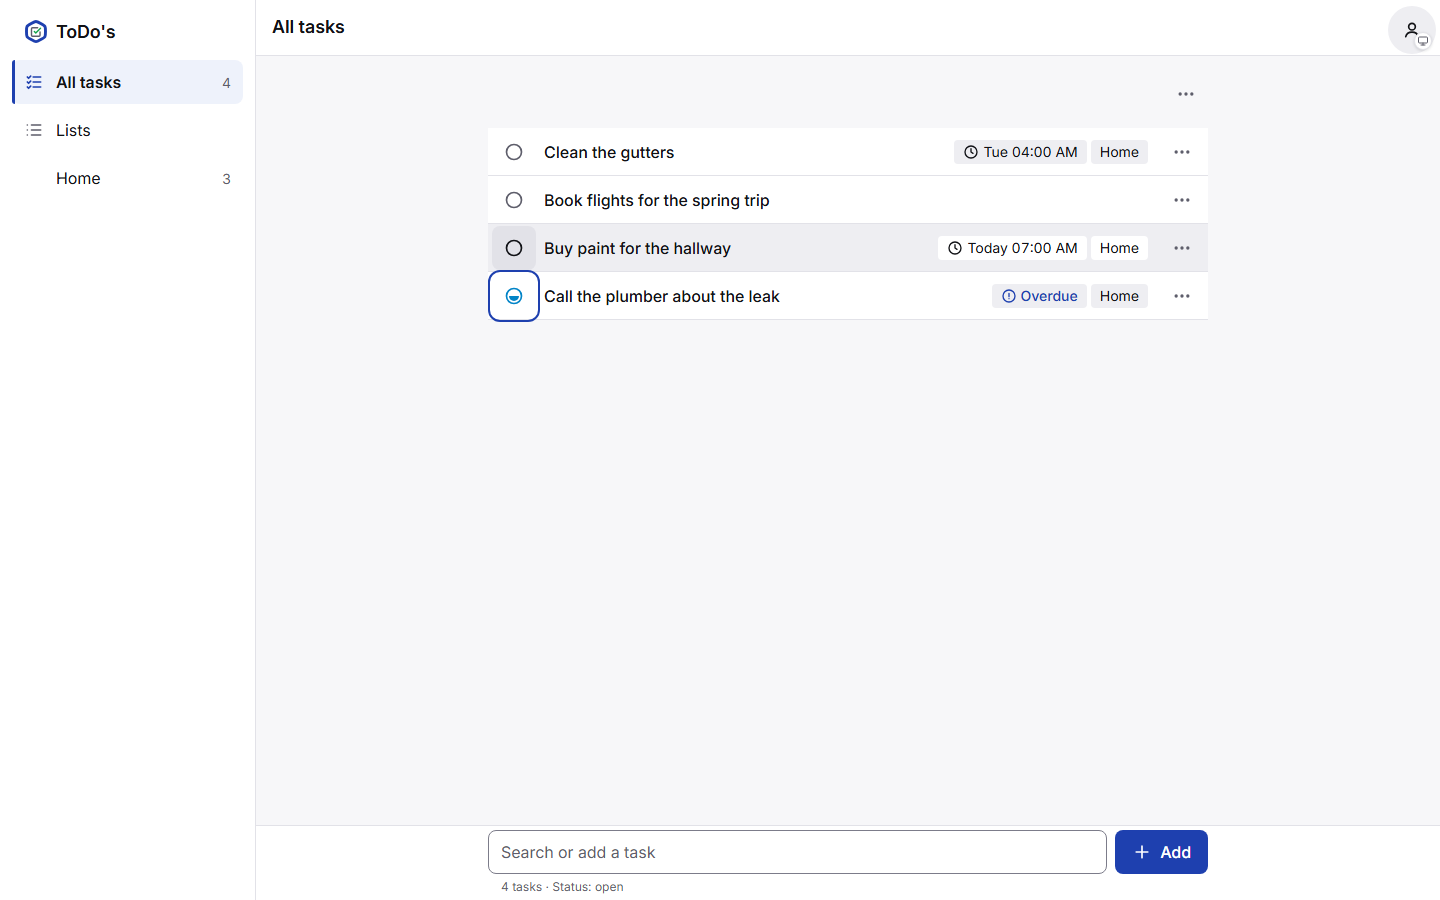 ToDo's
All tasks 4
Lists
Home 3
All tasks
Clean the gutters Tue 04:00 AM Home
Book flights for the spring trip
Buy paint for the hallway Today 07:00 AM Home
Call the plumber about the leak Overdue Home
Search or add a task Add
4 tasks · Status: open